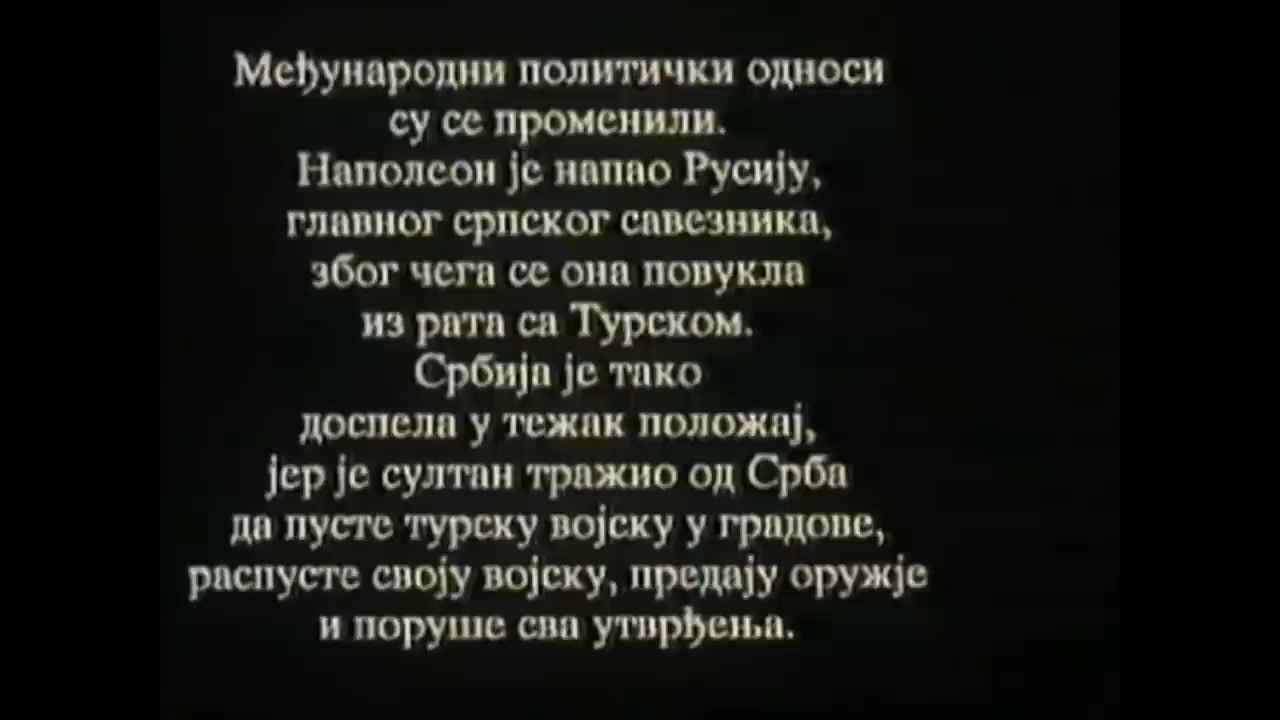 Међународни политички односи
су се променили.
Наполеон је напао Русију,
главног српског савезника,
због чега се она повукла
из рата са Турском.
Србија је тако
доспела у тежак положај,
јер је султан тражио од Срба
да пусте турску војску у градове,
распусте своју војску, предају оружје
и поруше сва утврђења.